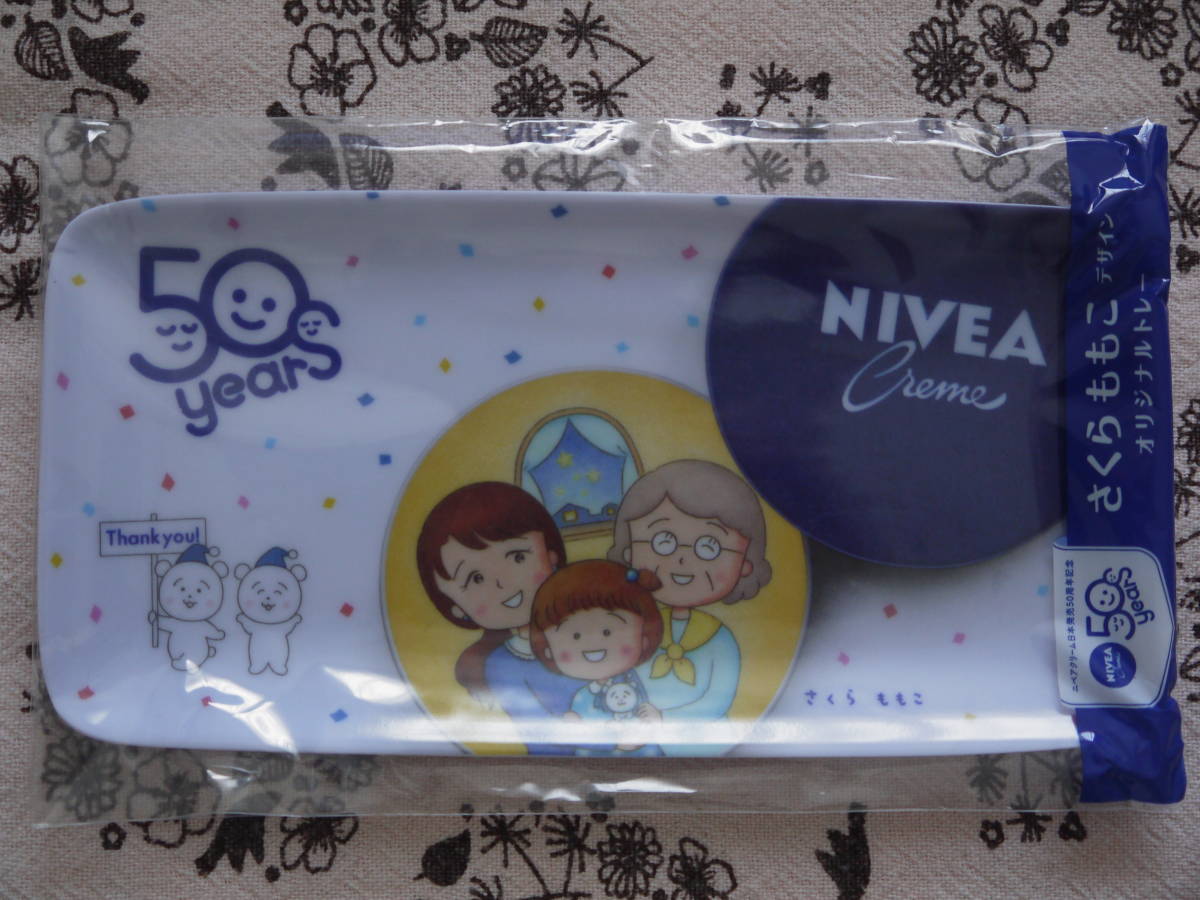 50
years
NIVEA
Creme
Thank you!
さくら ももこ
さくらももこ デザイン
オリジナルトレー
ニベアクリーム日本発売50周年記念
50
years
NIVEA
Creme